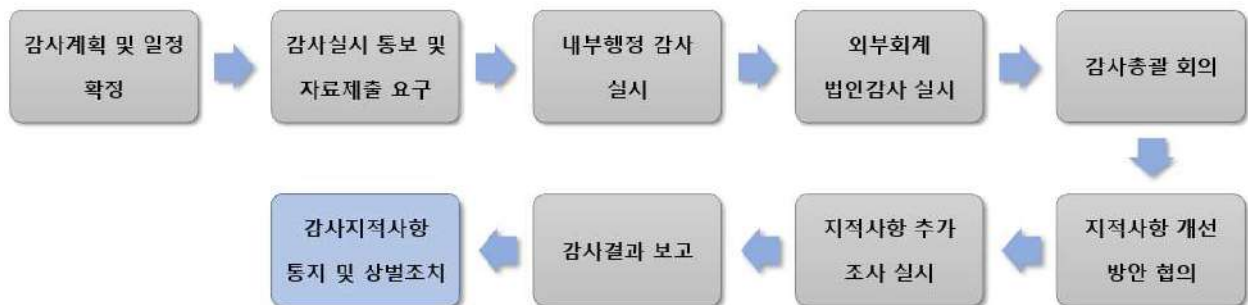 감사계획 및 일정
확정
감사실시 통보 및
자료제출 요구
내부행정 감사
실시
외부회계
법인감사 실시
감사총괄 회의
지적사항 개선
방안 협의
지적사항 추가
조사 실시
감사결과 보고
감사지적사항
통지 및 상벌조치